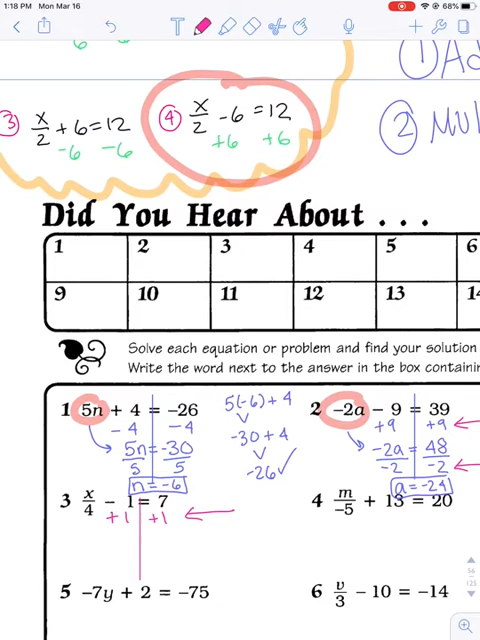 1:18 PM Mon Mar 16
68%
① Ad
③ x/2 + 6 = 12
-6 -6
④ x/2 - 6 = 12
+6 +6
② Mul
Did You Hear About . . .
1 2 3 4 5 6
9 10 11 12 13 14
Solve each equation or problem and find your solution
Write the word next to the answer in the box containing
1 5n + 4 = -26
- 4 - 4
5n = -30
5 5
n = -6
5(-6) + 4
-30 + 4
-26 ✓
2 -2a - 9 = 39
+9 +9
-2a = 48
-2 -2
a = -24
3 x/4 - 1 = 7
+1 +1
4 m/-5 + 13 = 20
5 -7y + 2 = -75
6 v/3 - 10 = -14
54
125